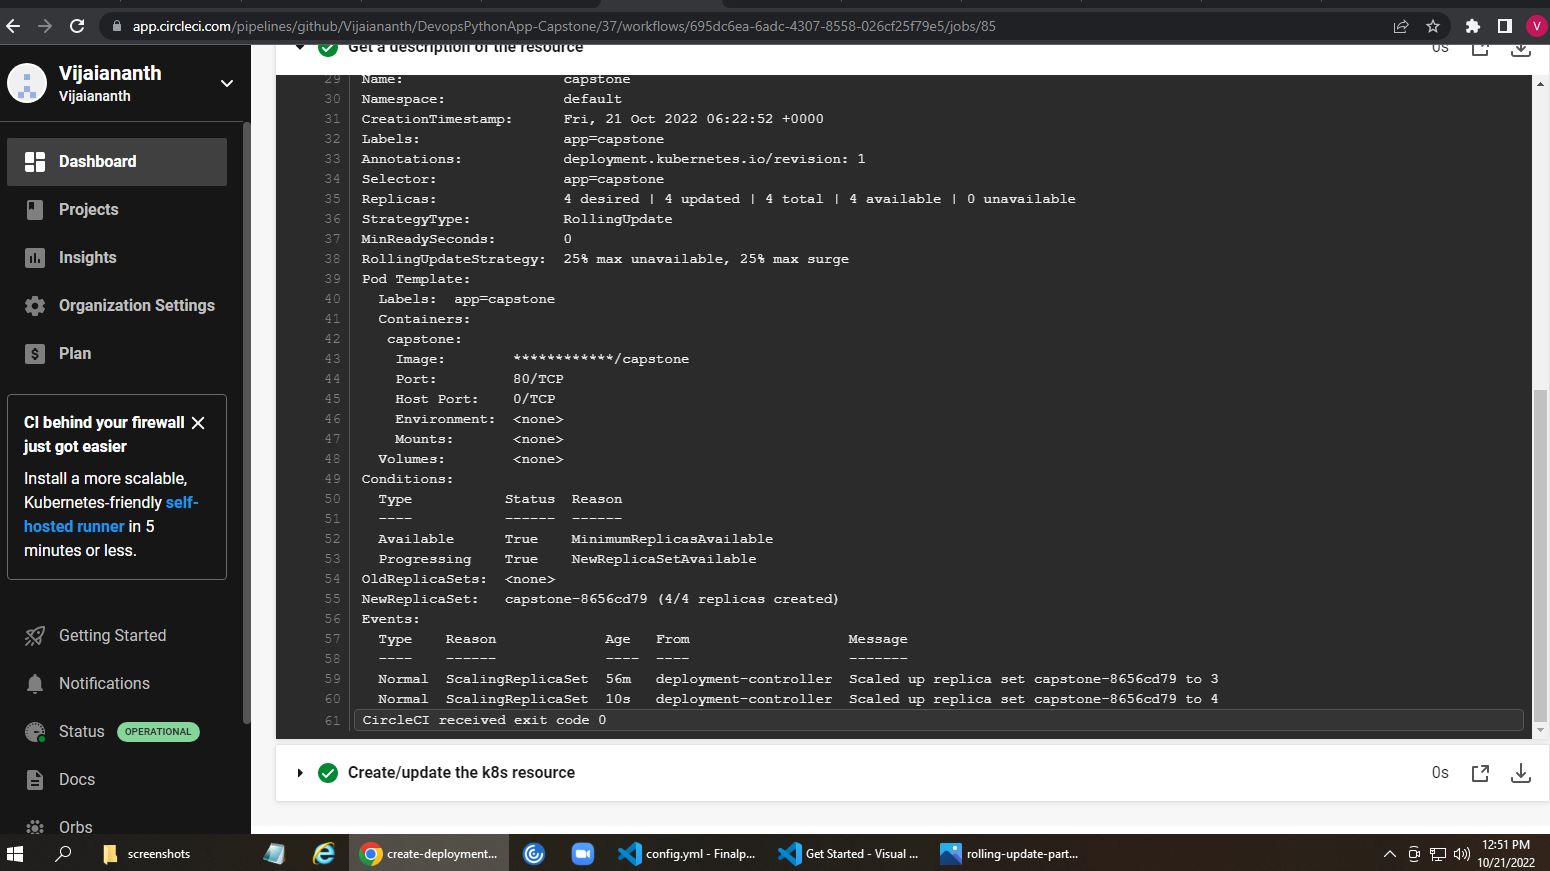 app.circleci.com/pipelines/github/Vijaiananth/DevopsPythonApp-Capstone/37/workflows/695dc6ea-6adc-4307-8558-026cf25f79e5/jobs/85
V
Vijaiananth
Vijaiananth
Dashboard
Projects
Insights
Organization Settings
Plan
CI behind your firewall
just got easier
Install a more scalable,
Kubernetes-friendly self-
hosted runner in 5
minutes or less.
Getting Started
Notifications
Status OPERATIONAL
Docs
Orbs
Get a description of the resource 0s
29 Name: capstone
30 Namespace: default
31 CreationTimestamp: Fri, 21 Oct 2022 06:22:52 +0000
32 Labels: app=capstone
33 Annotations: deployment.kubernetes.io/revision: 1
34 Selector: app=capstone
35 Replicas: 4 desired | 4 updated | 4 total | 4 available | 0 unavailable
36 StrategyType: RollingUpdate
37 MinReadySeconds: 0
38 RollingUpdateStrategy: 25% max unavailable, 25% max surge
39 Pod Template:
40 Labels: app=capstone
41 Containers:
42 capstone:
43 Image: ************/capstone
44 Port: 80/TCP
45 Host Port: 0/TCP
46 Environment: <none>
47 Mounts: <none>
48 Volumes: <none>
49 Conditions:
50 Type Status Reason
51 ---- ------ ------
52 Available True MinimumReplicasAvailable
53 Progressing True NewReplicaSetAvailable
54 OldReplicaSets: <none>
55 NewReplicaSet: capstone-8656cd79 (4/4 replicas created)
56 Events:
57 Type Reason Age From Message
58 ---- ------ ---- ---- -------
59 Normal ScalingReplicaSet 56m deployment-controller Scaled up replica set capstone-8656cd79 to 3
60 Normal ScalingReplicaSet 10s deployment-controller Scaled up replica set capstone-8656cd79 to 4
61 CircleCI received exit code 0
Create/update the k8s resource 0s
screenshots
create-deployment...
config.yml - Finalp...
Get Started - Visual ...
rolling-update-part...
12:51 PM
10/21/2022